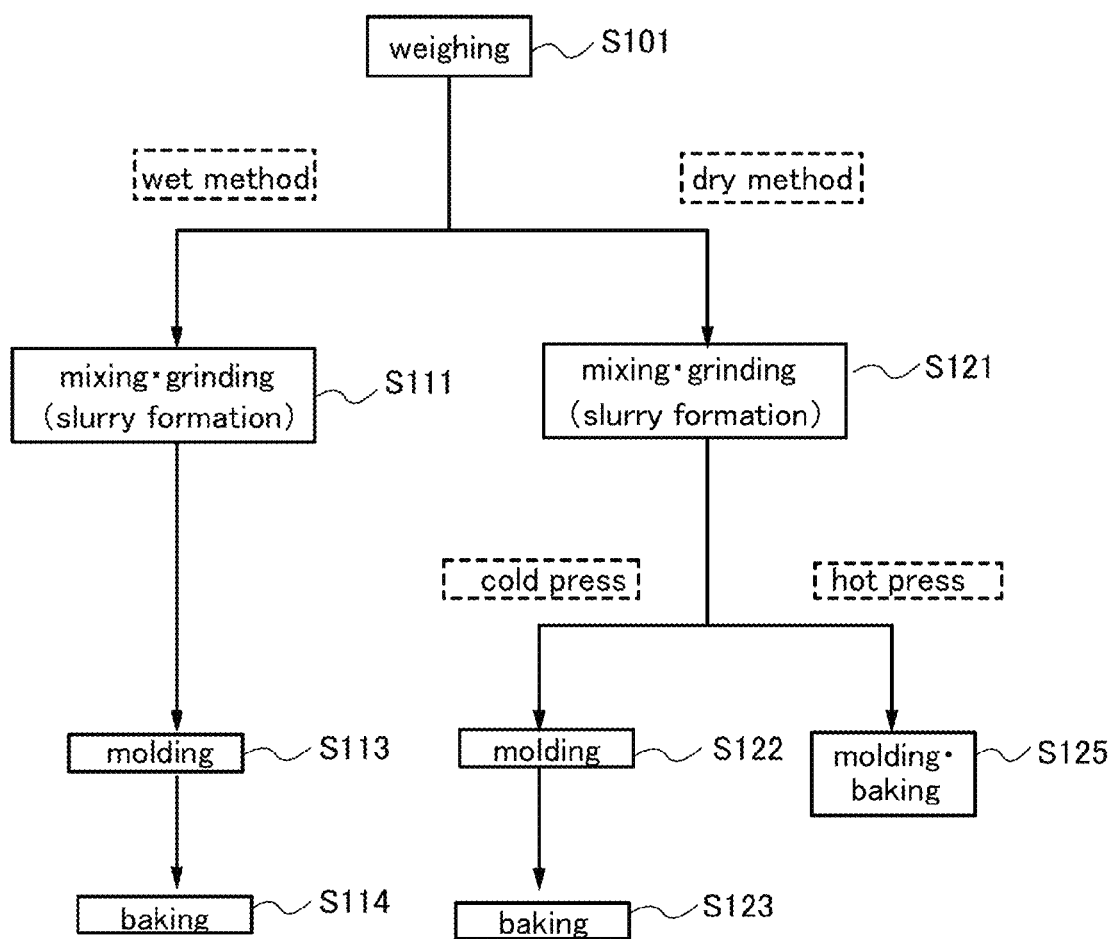 weighing
S101
wet method
dry method
mixing・grinding
(slurry formation)
S111
mixing・grinding
(slurry formation)
S121
cold press
hot press
molding
S113
molding
S122
molding・
baking
S125
baking
S114
baking
S123